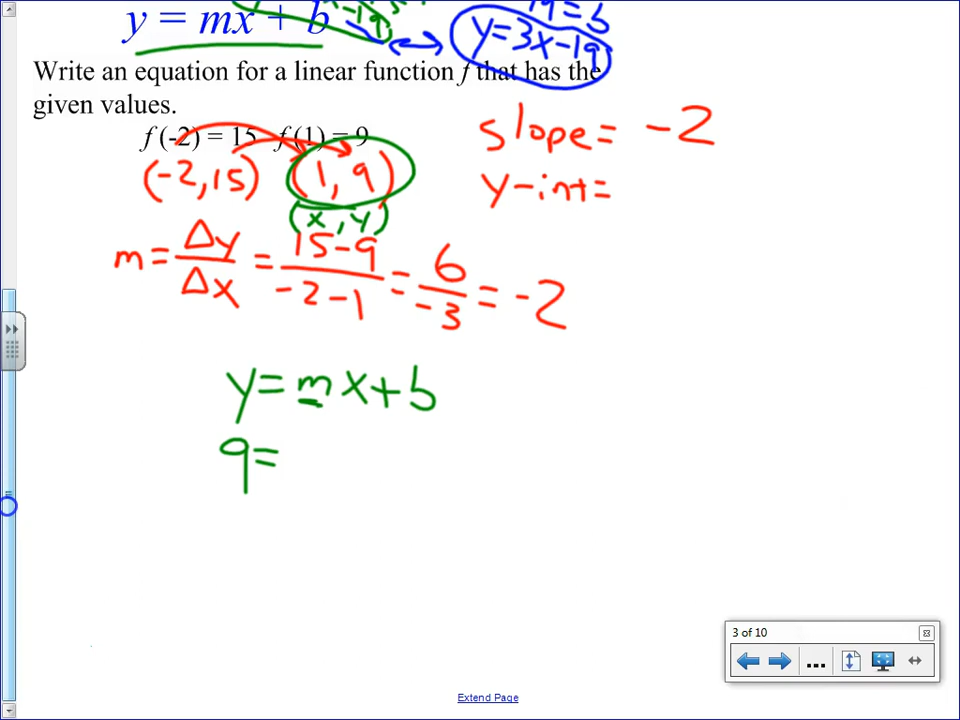 y = mx + b
-19
19 = b
y=3x-19
Write an equation for a linear function f that has the
given values.
f (-2) = 15 f (1) = 9
(-2,15) (1, 9)
(x, y)
slope= -2
y-int=
m = Δy/Δx = 15-9/-2-1 = 6/-3 = -2
y = mx + b
9=
3 of 10
...
Extend Page